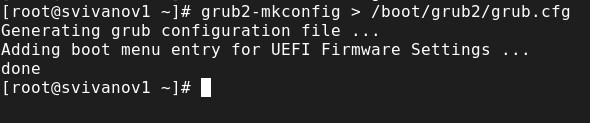 [root@svivanov1 ~]# grub2-mkconfig > /boot/grub2/grub.cfg
Generating grub configuration file ...
Adding boot menu entry for UEFI Firmware Settings ...
done
[root@svivanov1 ~]#